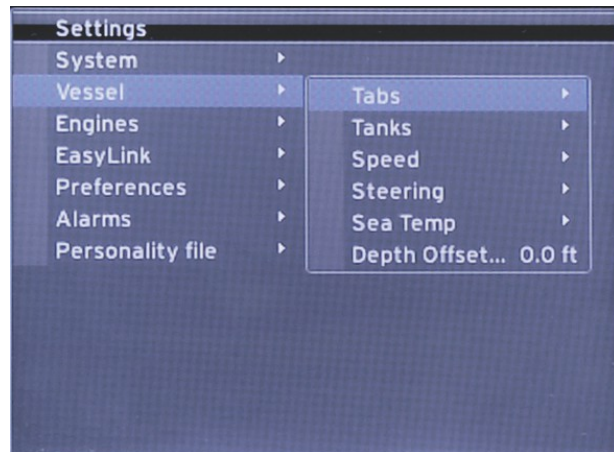 Settings
System
Vessel
Engines
EasyLink
Preferences
Alarms
Personality file
Tabs
Tanks
Speed
Steering
Sea Temp
Depth Offset... 0.0 ft